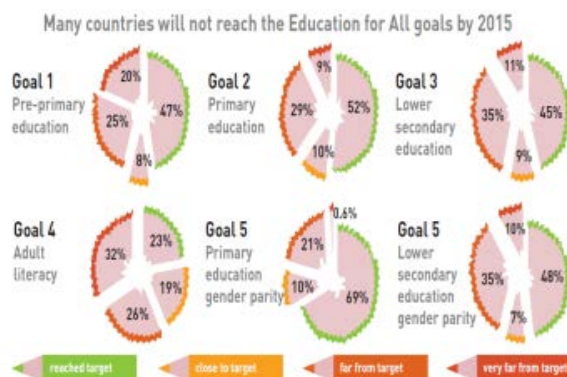 Many countries will not reach the Education for All goals by 2015
Goal 1
Pre-primary
education
20%
47%
25%
8%
Goal 2
Primary
education
9%
52%
29%
10%
Goal 3
Lower
secondary
education
11%
45%
35%
9%
Goal 4
Adult
literacy
32%
23%
19%
26%
Goal 5
Primary
education
gender parity
0.6%
21%
10%
69%
Goal 5
Lower
secondary
education
gender parity
10%
35%
48%
7%
reached target
close to target
far from target
very far from target